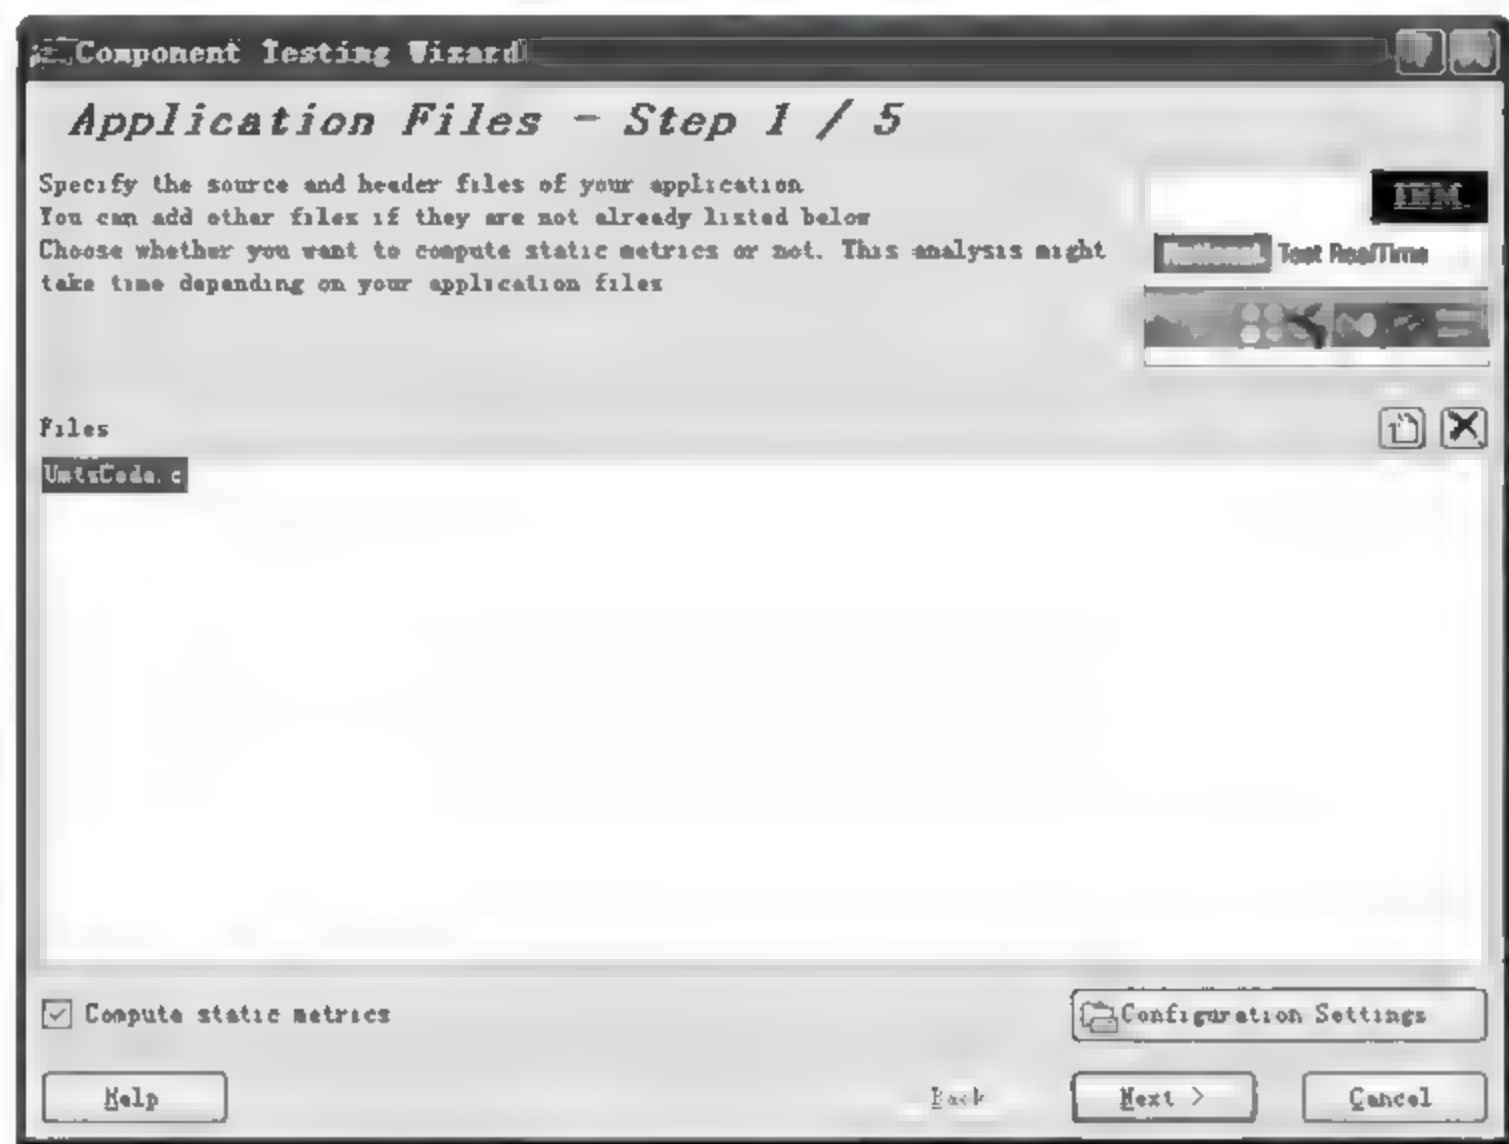 Component Testing Wizard
Application Files - Step 1 / 5
Specify the source and header files of your application
You can add other files if they are not already listed below
Choose whether you want to compute static metrics or not. This analysis might
take time depending on your application files
IBM.
Rational. Test RealTime
Files
UmtsCode.c
Compute static metrics
Configuration Settings
Help
Back
Next >
Cancel